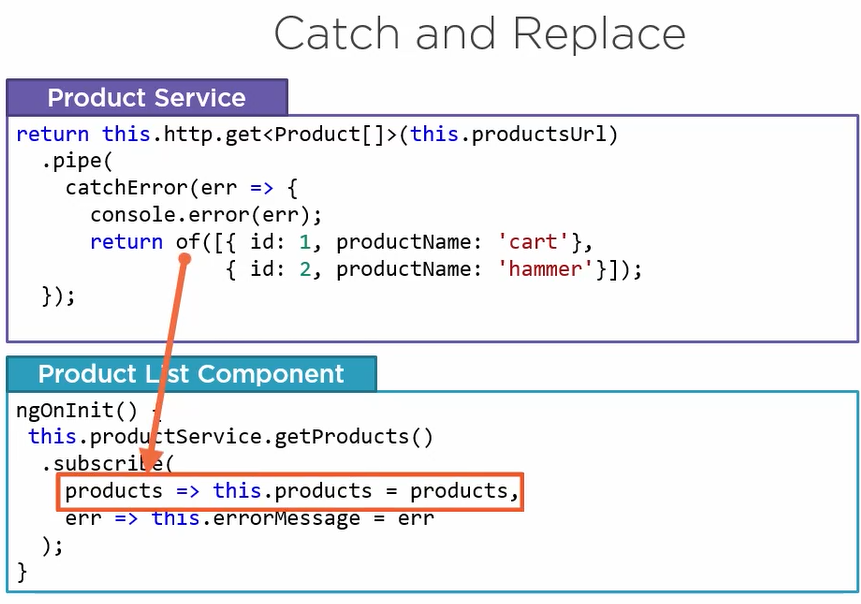 Catch and Replace
Product Service
return this.http.get<Product[]>(this.productsUrl)
  .pipe(
    catchError(err => {
      console.error(err);
      return of([{ id: 1, productName: 'cart'},
                 { id: 2, productName: 'hammer'}]);
  });
Product List Component
ngOnInit() {
 this.productService.getProducts()
  .subscribe(
    products => this.products = products,
    err => this.errorMessage = err
  );
}